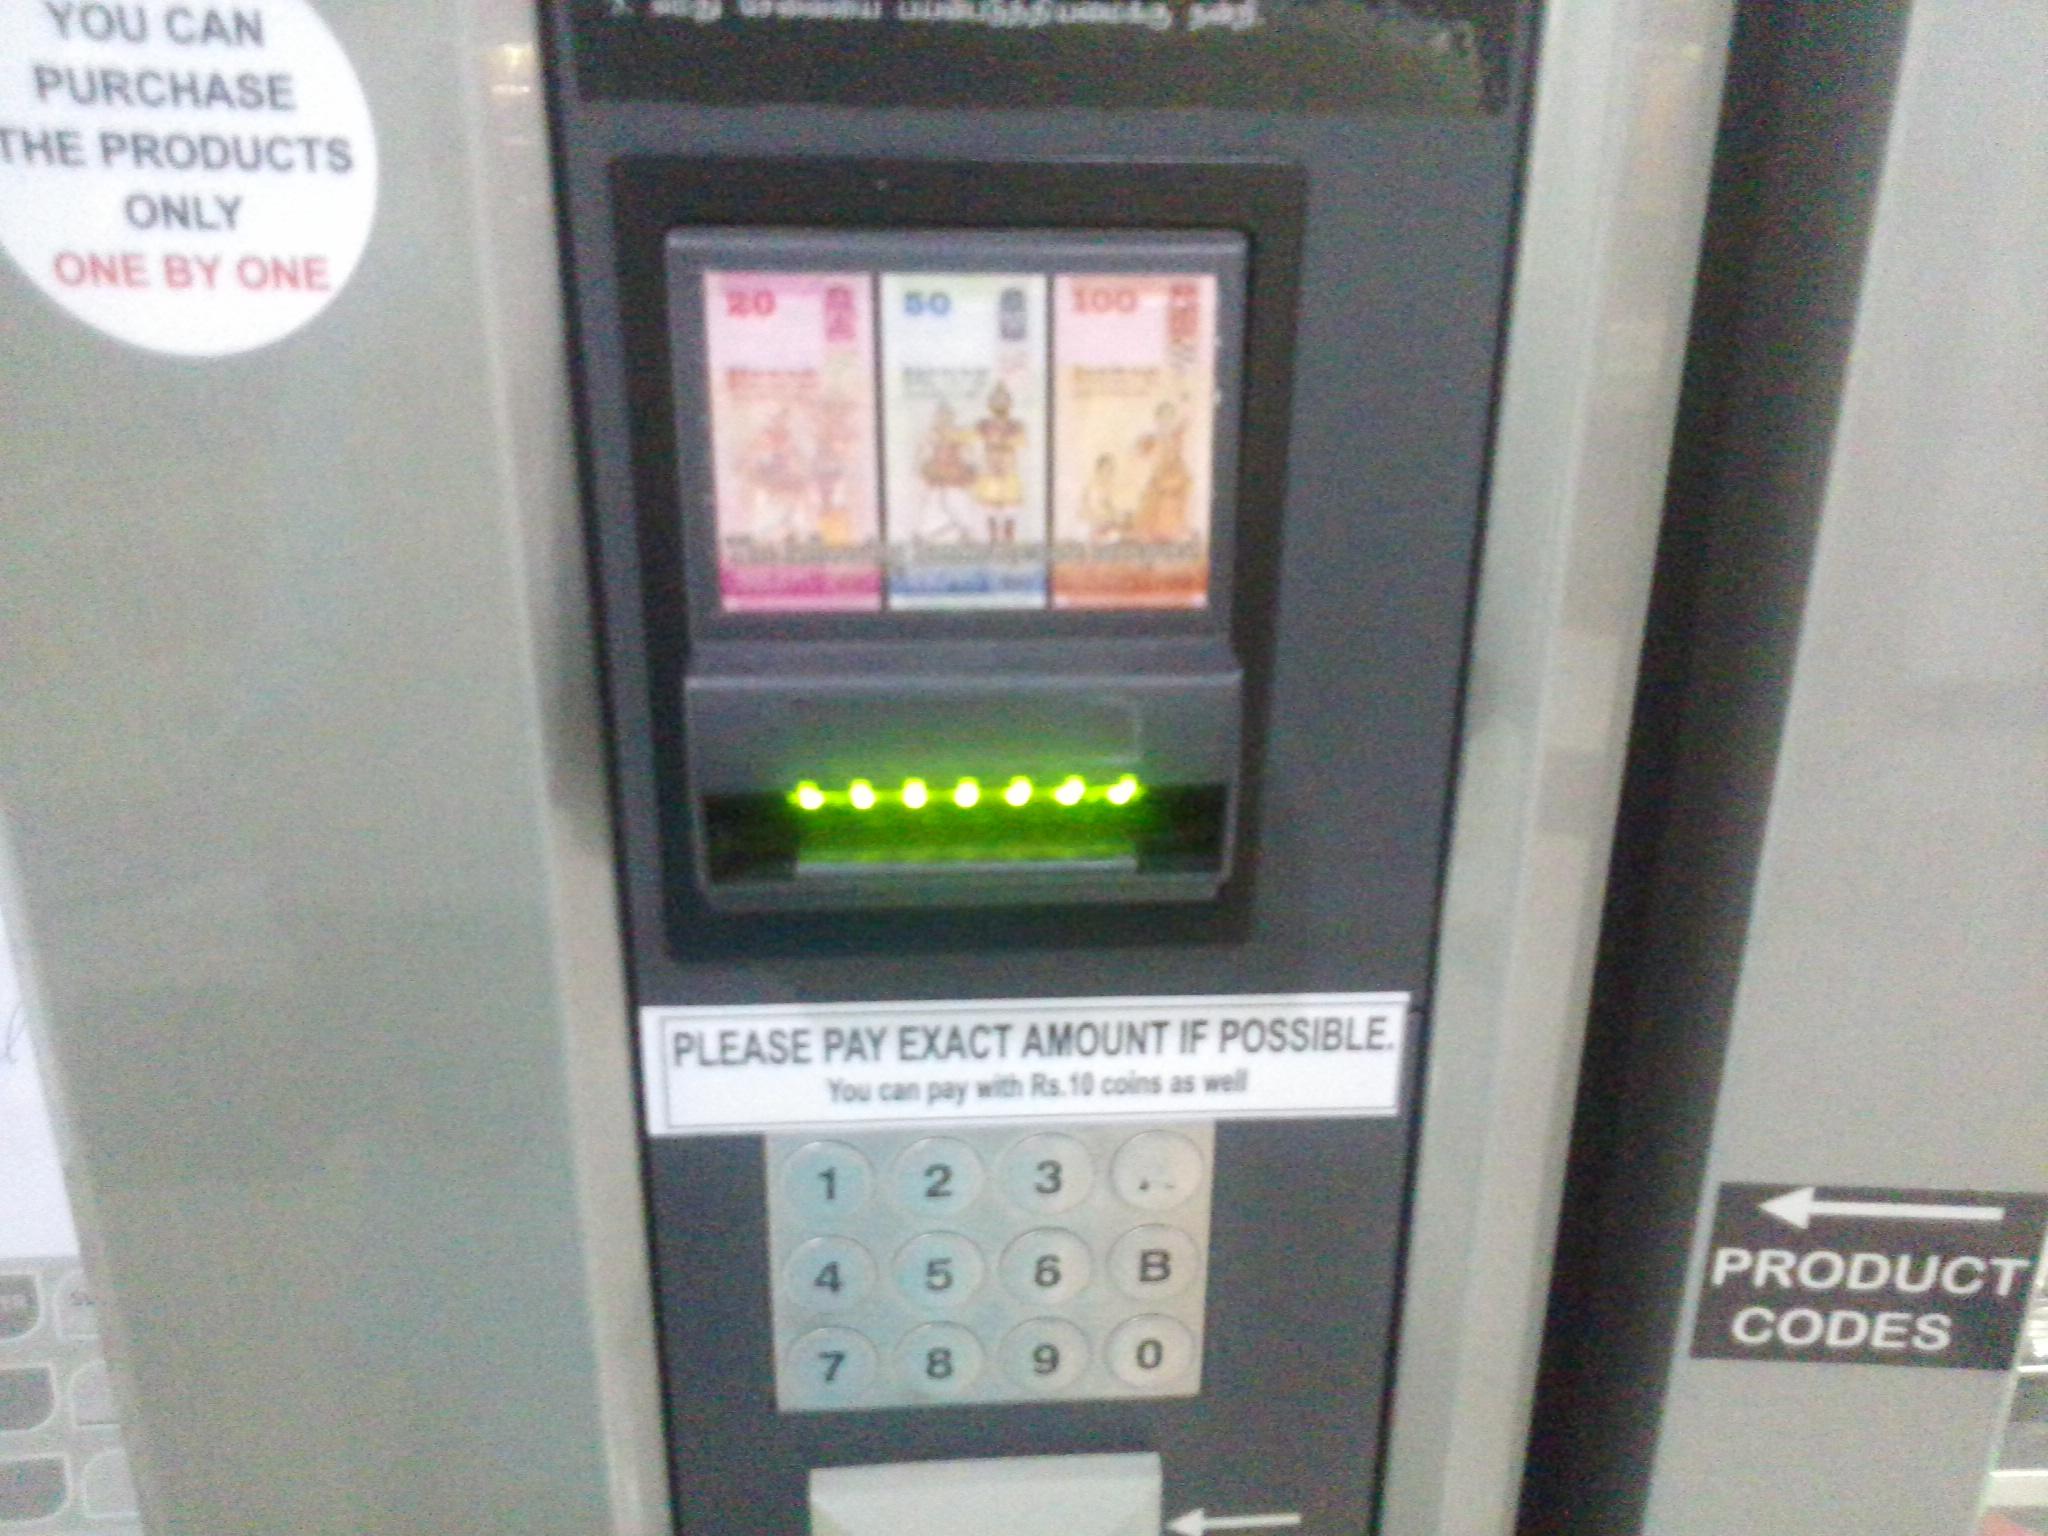 YOU CAN
PURCHASE
THE PRODUCTS
ONLY
ONE BY ONE
20
50
100
PLEASE PAY EXACT AMOUNT IF POSSIBLE.
You can pay with Rs.10 coins as well
1 2 3
4 5 6 B
7 8 9 0
PRODUCT
CODES